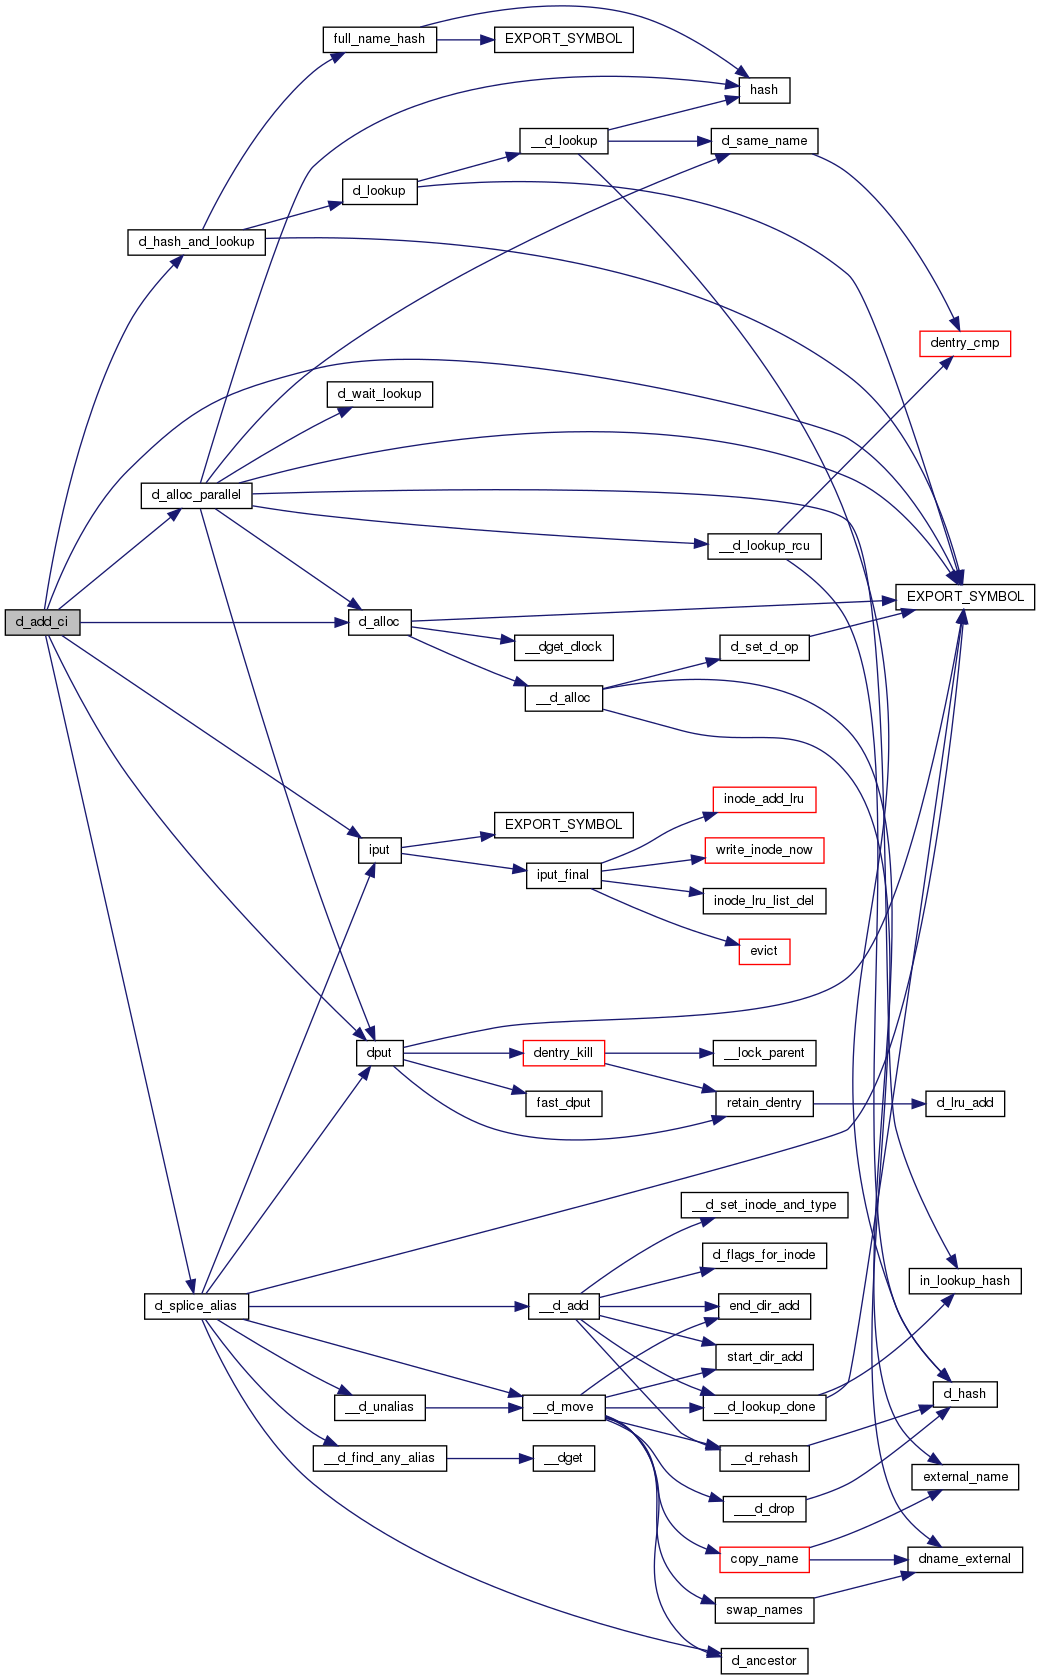 full_name_hash
EXPORT_SYMBOL
hash
__d_lookup
d_same_name
d_lookup
d_hash_and_lookup
dentry_cmp
d_wait_lookup
d_alloc_parallel
__d_lookup_rcu
EXPORT_SYMBOL
d_add_ci
d_alloc
__dget_dlock
d_set_d_op
__d_alloc
inode_add_lru
EXPORT_SYMBOL
iput
write_inode_now
iput_final
inode_lru_list_del
evict
dput
dentry_kill
__lock_parent
fast_dput
retain_dentry
d_lru_add
__d_set_inode_and_type
d_flags_for_inode
in_lookup_hash
d_splice_alias
__d_add
end_dir_add
start_dir_add
d_hash
__d_unalias
__d_move
__d_lookup_done
__d_find_any_alias
__dget
__d_rehash
external_name
___d_drop
copy_name
dname_external
swap_names
d_ancestor